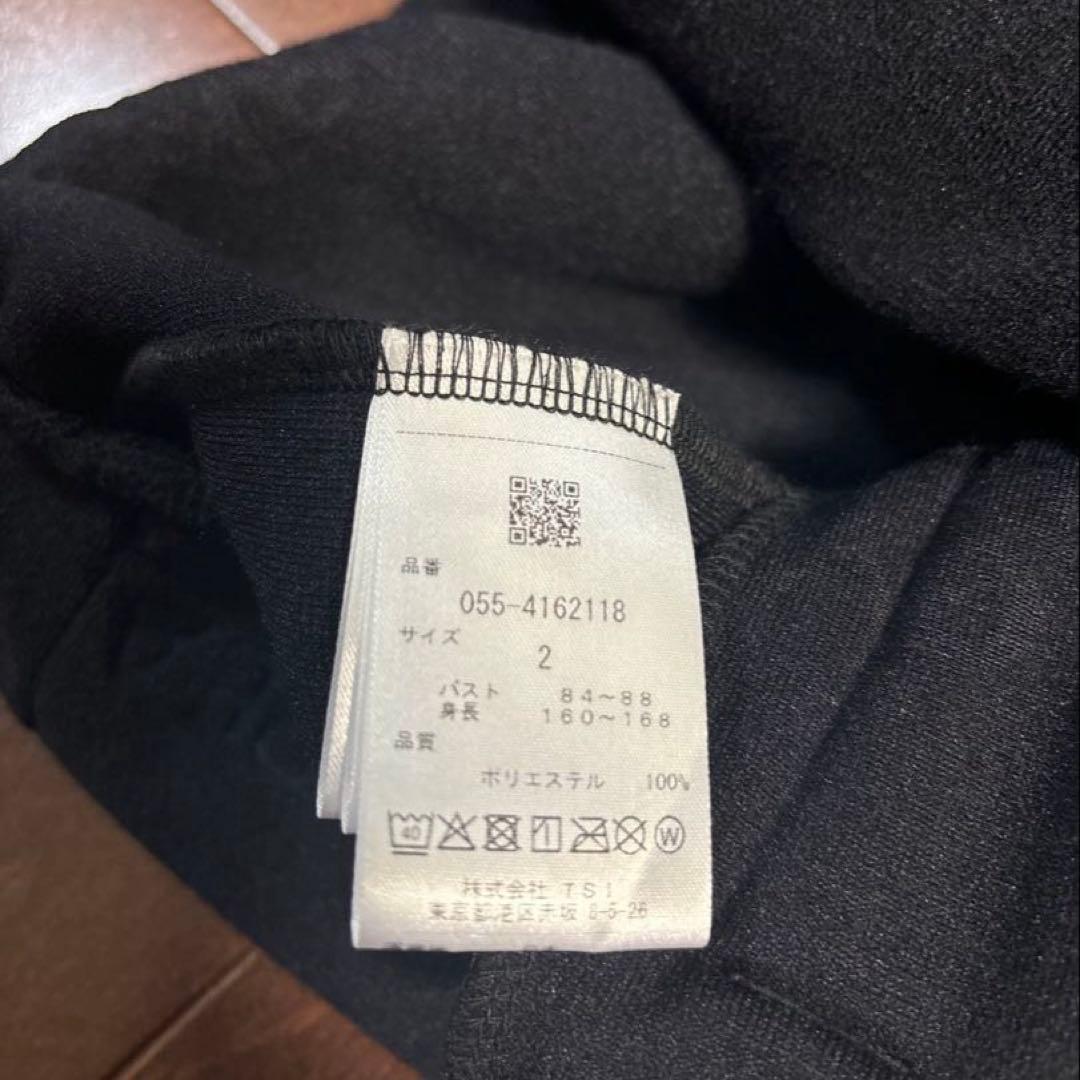 品番
055-4162118
サイズ
2
バスト 84~88
身長 160~168
品質
ポリエステル 100%
40
W
株式会社 TSI
東京都港区赤坂 8-5-26